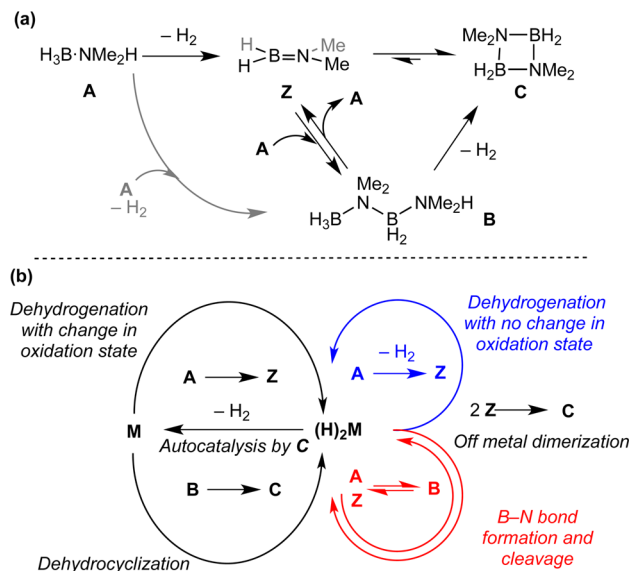 (a)
H₃B·NMe₂H
– H₂
H
H
B=N
Me
Me
Me₂N–BH₂
H₂B–NMe₂
A
Z
C
A
A
– H₂
A
– H₂
Me₂
N
NMe₂H
H₃B
B
H₂
B
(b)
Dehydrogenation
with change in
oxidation state
Dehydrogenation
with no change in
oxidation state
A → Z
– H₂
A → Z
– H₂
M
(H)₂M
Autocatalysis by C
2 Z → C
Off metal dimerization
B → C
A
Z
B
B–N bond
formation and
cleavage
Dehydrocyclization